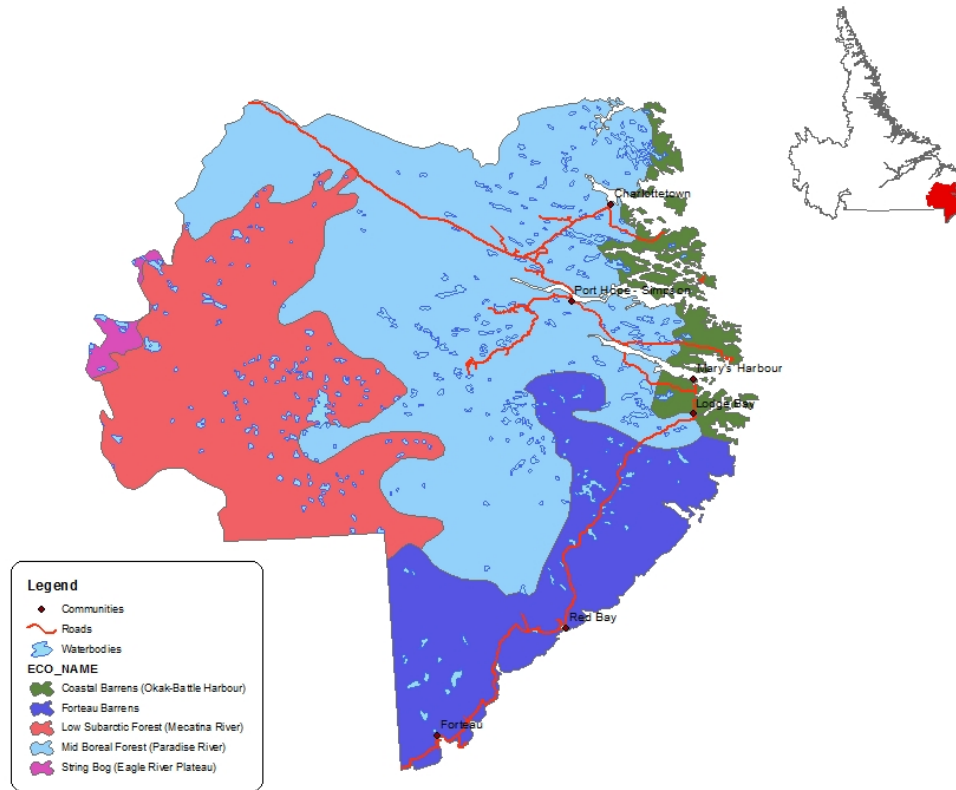 Charlottetown
Port Hope - Simpson
Mary's Harbour
Lodge Bay
Red Bay
Forteau
Legend
Communities
Roads
Waterbodies
ECO_NAME
Coastal Barrens (Okak-Battle Harbour)
Forteau Barrens
Low Subarctic Forest (Mecatina River)
Mid Boreal Forest (Paradise River)
String Bog (Eagle River Plateau)